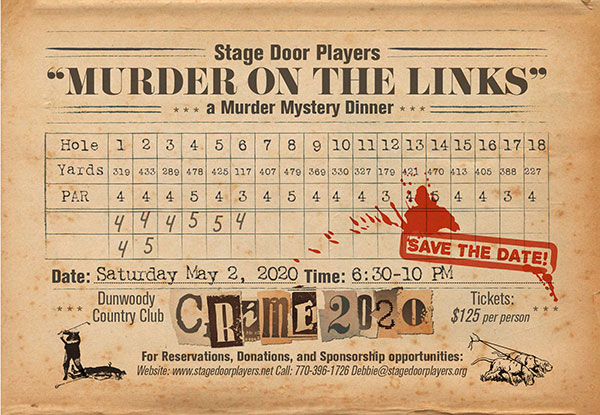 Stage Door Players
“MURDER ON THE LINKS”
a Murder Mystery Dinner
Hole 1 2 3 4 5 6 7 8 9 10 11 12 13 14 15 16 17 18
Yards 319 433 289 478 425 117 407 479 369 330 327 179 421 470 413 405 388 227
PAR 4 4 4 5 4 3 4 5 4 4 4 3 4 5 4 4 3 4
4 4 4 5 5 4
4 5
SAVE THE DATE!
Date: Saturday May 2, 2020 Time: 6:30-10 PM
Dunwoody
Country Club
CRiME 2020
Tickets:
$125 per person
For Reservations, Donations, and Sponsorship opportunities:
Website: www.stagedoorplayers.net Call: 770-396-1726 Debbie@stagedoorplayers.org